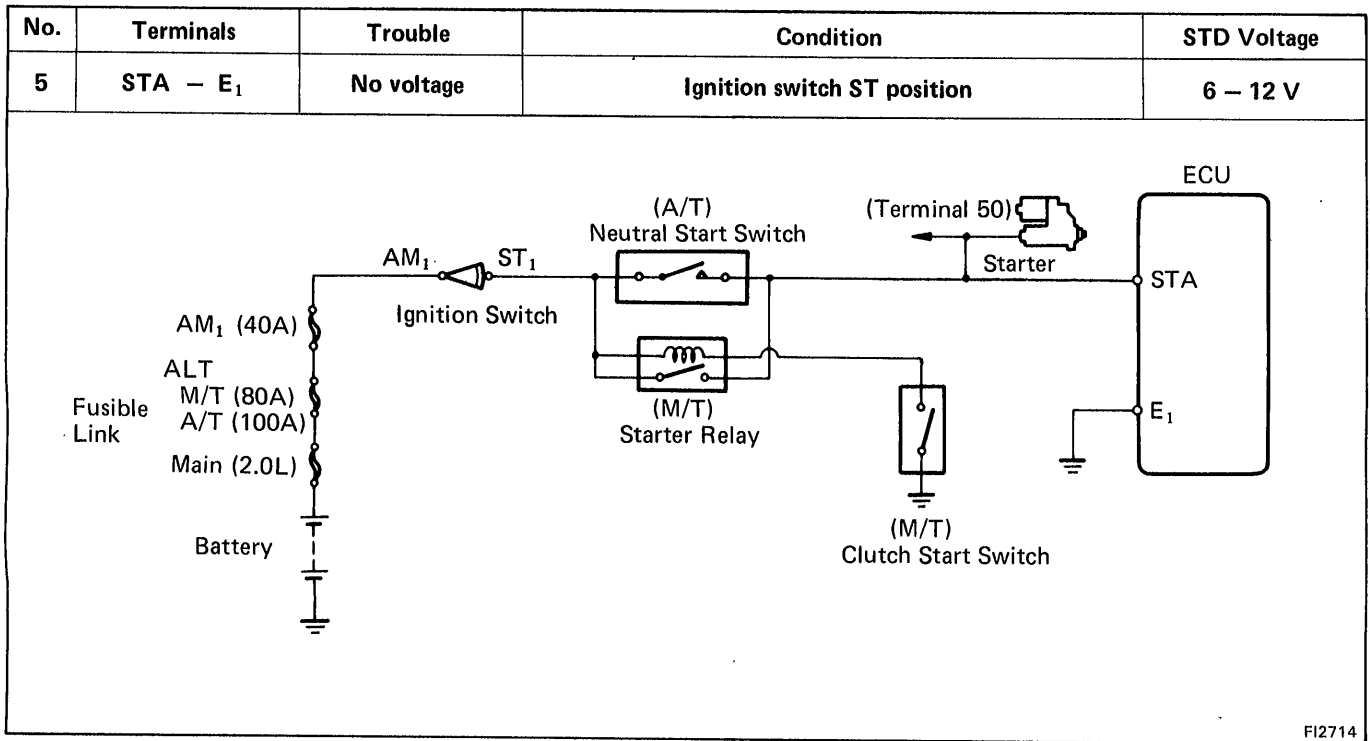 No. Terminals Trouble Condition STD Voltage
5 STA – E₁ No voltage Ignition switch ST position 6 – 12 V
ECU
(A/T)
Neutral Start Switch
(Terminal 50)
Starter
AM₁
ST₁
Ignition Switch
STA
AM₁ (40A)
ALT
M/T (80A)
A/T (100A)
Fusible
Link
Main (2.0L)
(M/T)
Starter Relay
E₁
Battery
(M/T)
Clutch Start Switch
FI2714